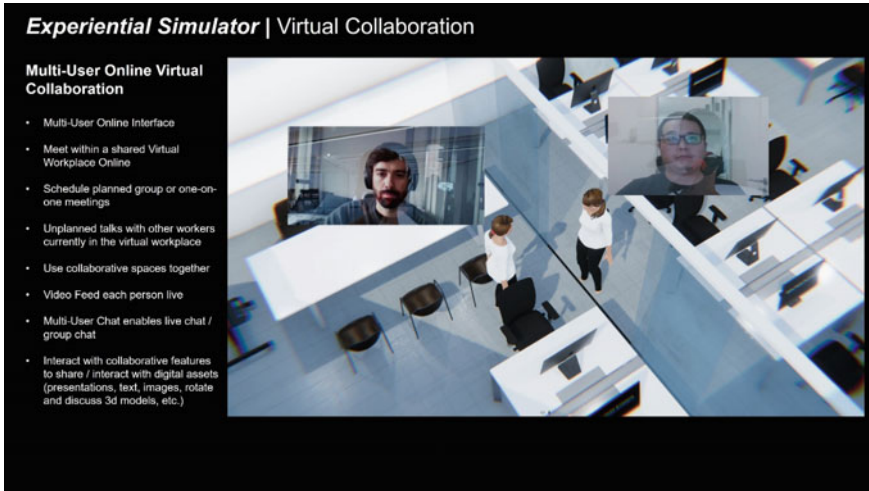 Experiential Simulator | Virtual Collaboration
Multi-User Online Virtual
Collaboration
• Multi-User Online Interface
• Meet within a shared Virtual
Workplace Online
• Schedule planned group or one-on-
one meetings
• Unplanned talks with other workers
currently in the virtual workplace
• Use collaborative spaces together
• Video Feed each person live
• Multi-User Chat enables live chat /
group chat
• Interact with collaborative features
to share / interact with digital assets
(presentations, text, images, rotate
and discuss 3d models, etc.)